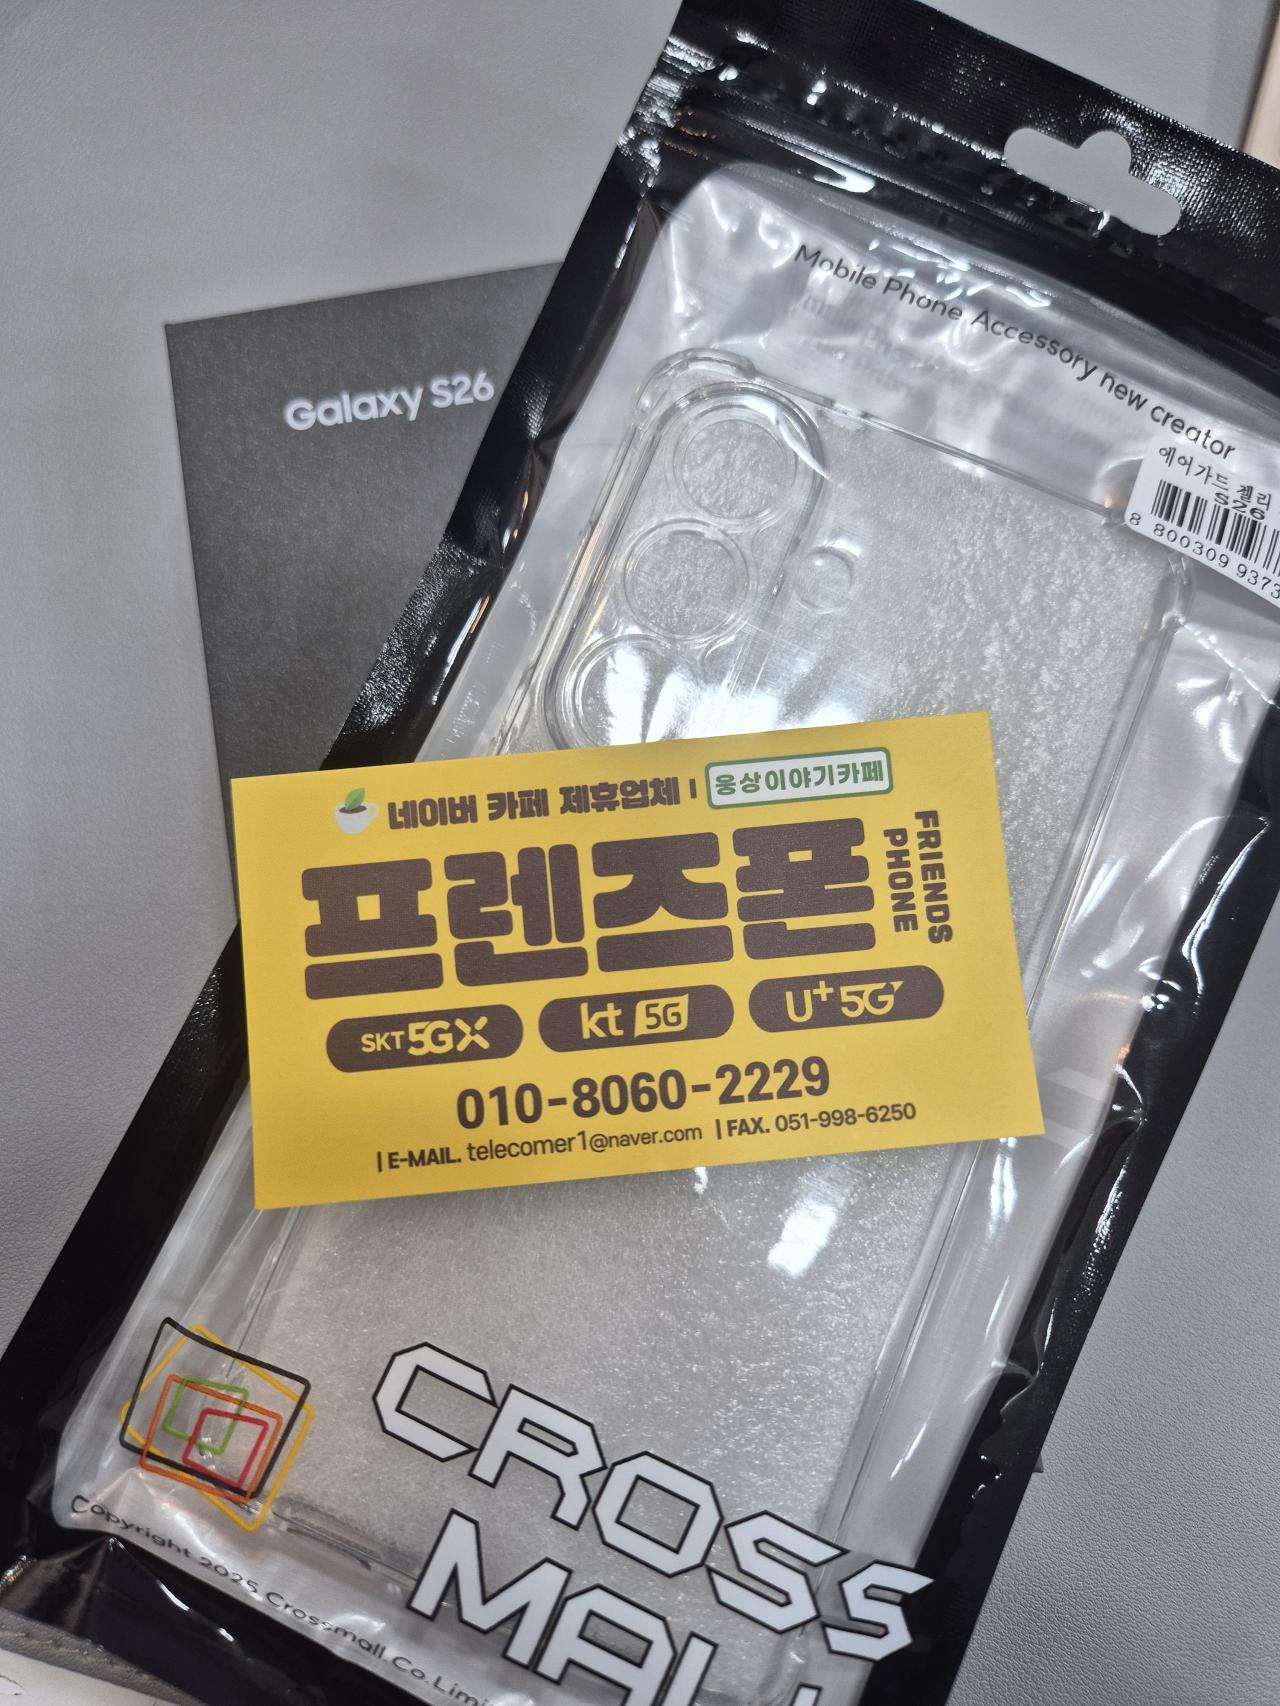 Mobile Phone Accessory new creator
에어가드 젤리
S26
8 800309 9373
Galaxy S26
네이버 카페 제휴업체 | 웅상이야기카페
프렌즈폰
FRIENDS
PHONE
SKT 5GX
kt 5G
U+5G
010-8060-2229
| E-MAIL. telecomer1@naver.com | FAX. 051-998-6250
CROSS
MALL
Copyright 2025 Crossmall.Co.Limi